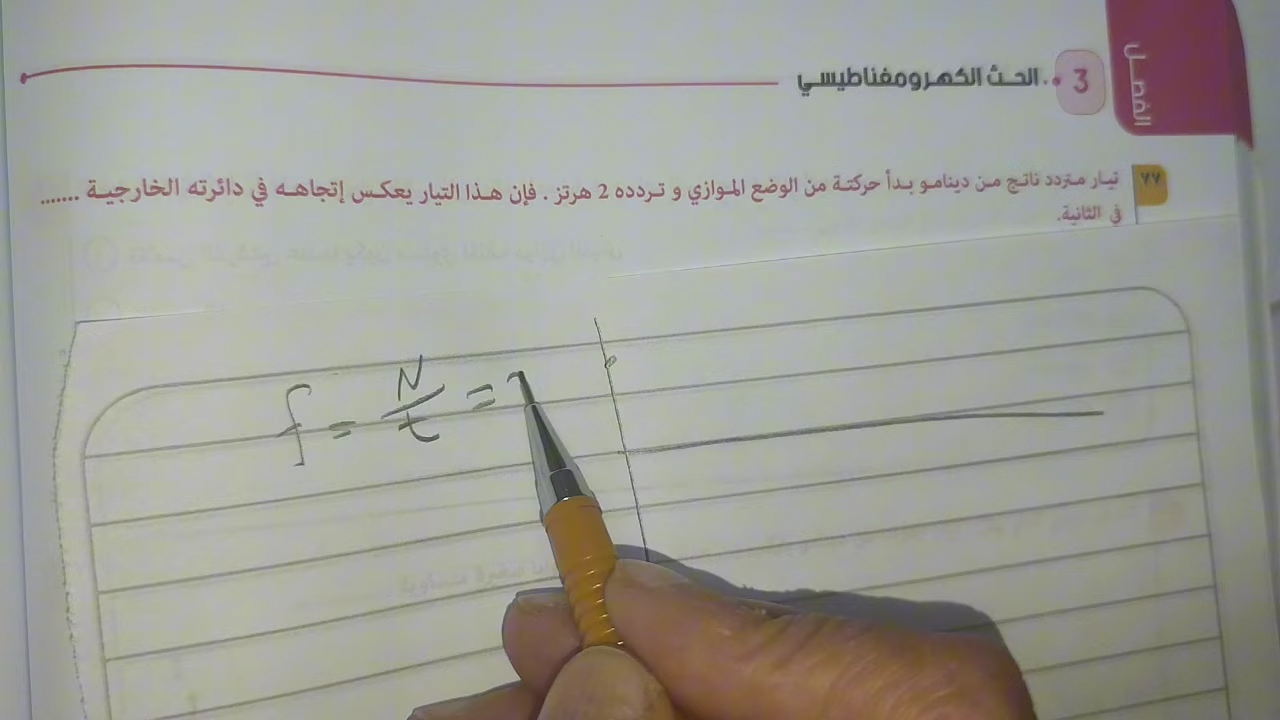 الفصل
3 الحث الكهرومغناطيسي
٧٧ تيار متردد ناتج من دينامو بدأ حركتة من الوضع الموازي و تردده 2 هرتز . فإن هذا التيار يعكس إتجاهه في دائرته الخارجية .......
في الثانية.
f = N/t =